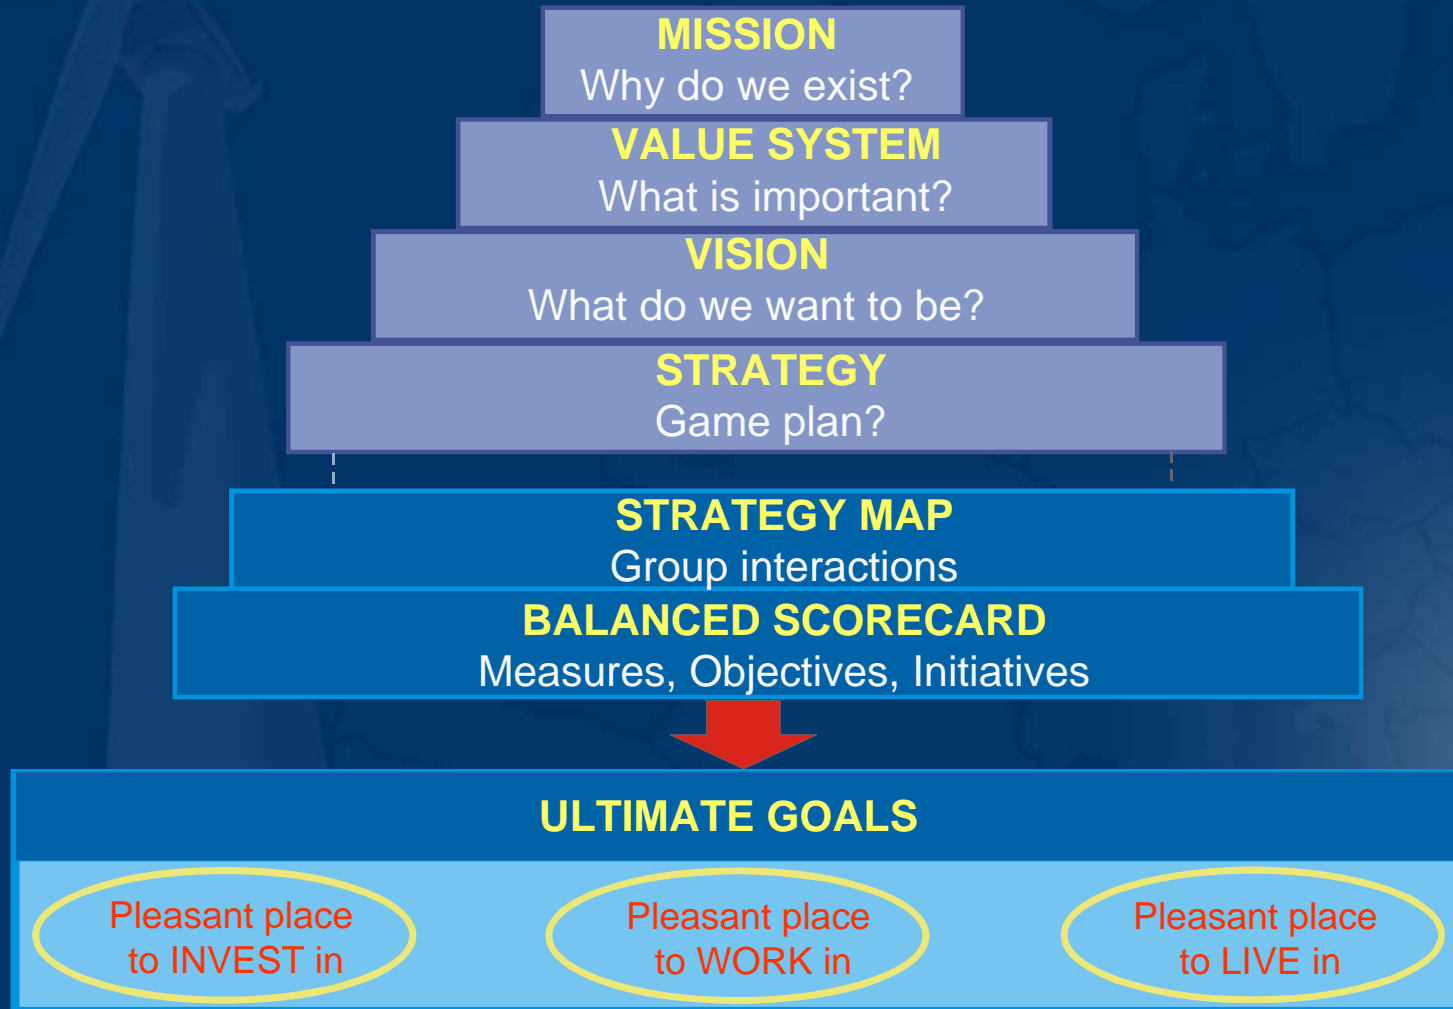 MISSION
Why do we exist?
VALUE SYSTEM
What is important?
VISION
What do we want to be?
STRATEGY
Game plan?
STRATEGY MAP
Group interactions
BALANCED SCORECARD
Measures, Objectives, Initiatives
ULTIMATE GOALS
Pleasant place
to INVEST in
Pleasant place
to WORK in
Pleasant place
to LIVE in